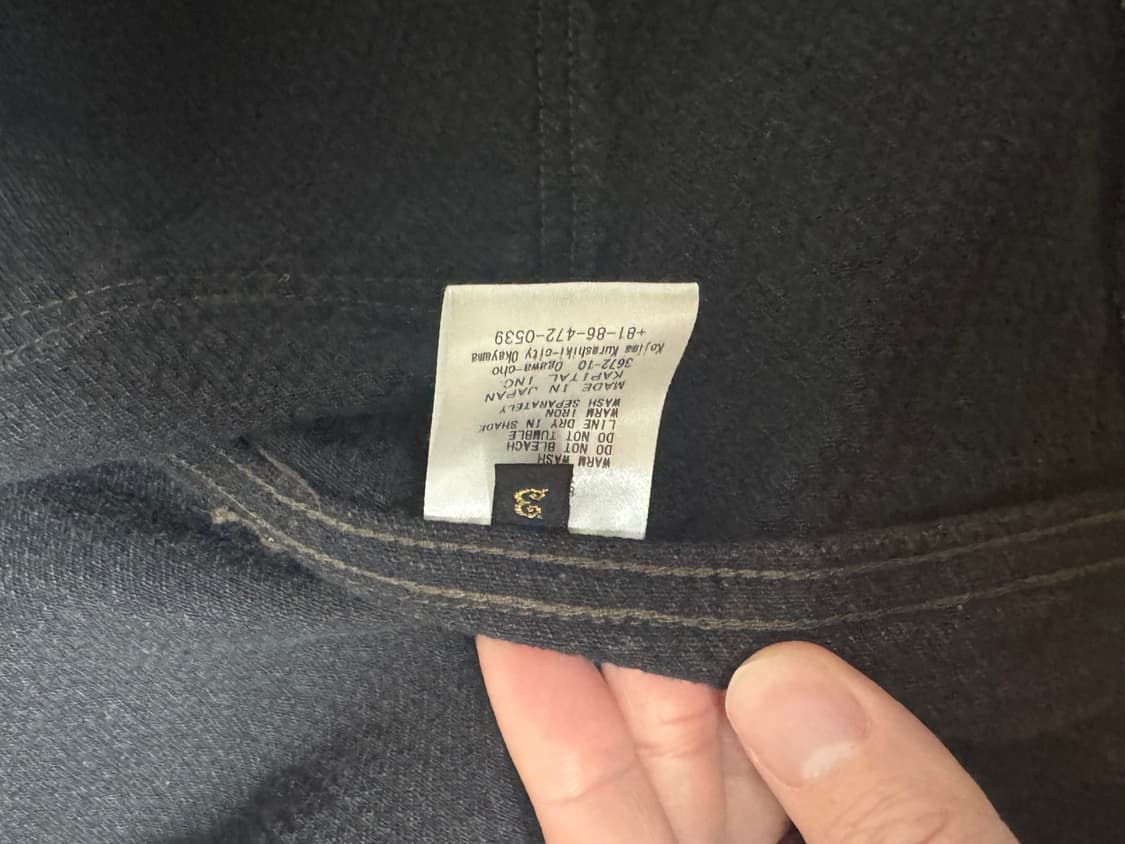 WARM WASH
DO NOT BLEACH
DO NOT TUMBLE
LINE DRY IN SHADE
WARM IRON
WASH SEPARATELY
MADE IN JAPAN
KAPITAL INC.
3672-10 Ogawa-cho
Kojima Kurashiki-city Okayama
+81-86-472-0539
3